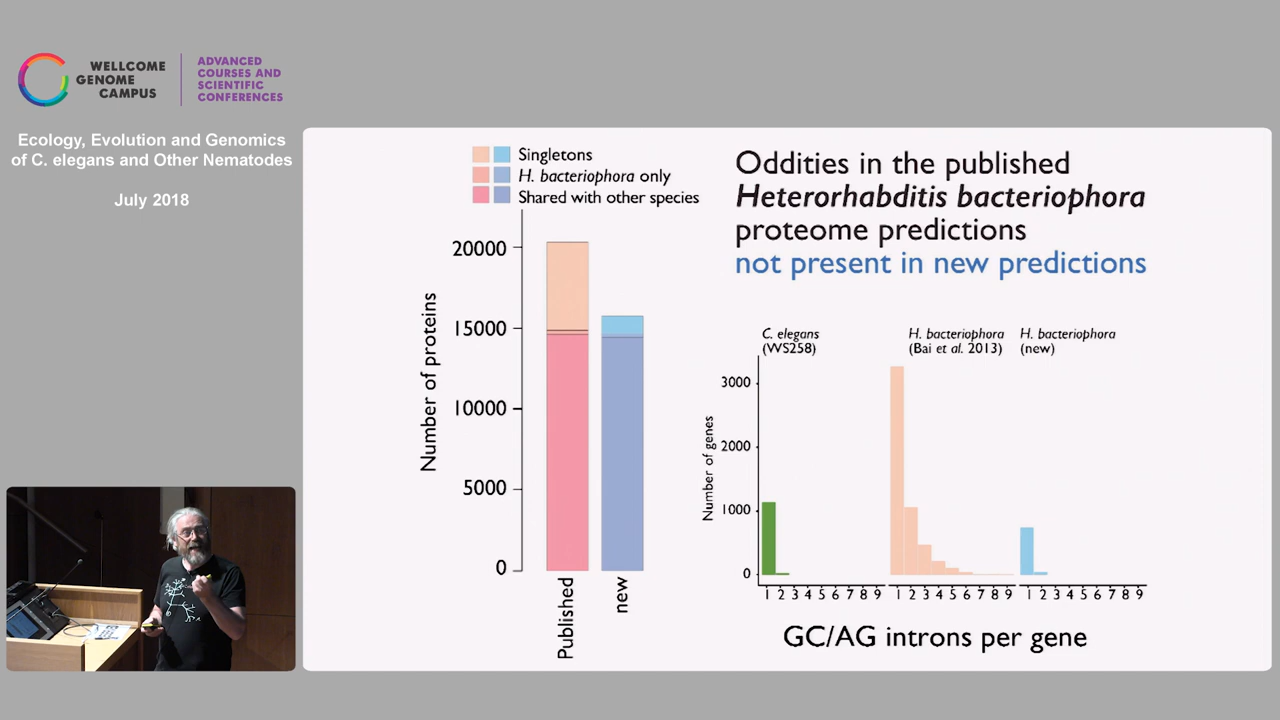 WELLCOME
GENOME
CAMPUS
ADVANCED
COURSES AND
SCIENTIFIC
CONFERENCES
Ecology, Evolution and Genomics
of C. elegans and Other Nematodes
July 2018
Singletons
H. bacteriophora only
Shared with other species
Number of proteins
20000
15000
10000
5000
0
Published
new
Oddities in the published
Heterorhabditis bacteriophora
proteome predictions
not present in new predictions
C. elegans
(WS258)
H. bacteriophora
(Bai et al. 2013)
H. bacteriophora
(new)
Number of genes
3000
2000
1000
0
1 2 3 4 5 6 7 8 9
1 2 3 4 5 6 7 8 9
1 2 3 4 5 6 7 8 9
GC/AG introns per gene